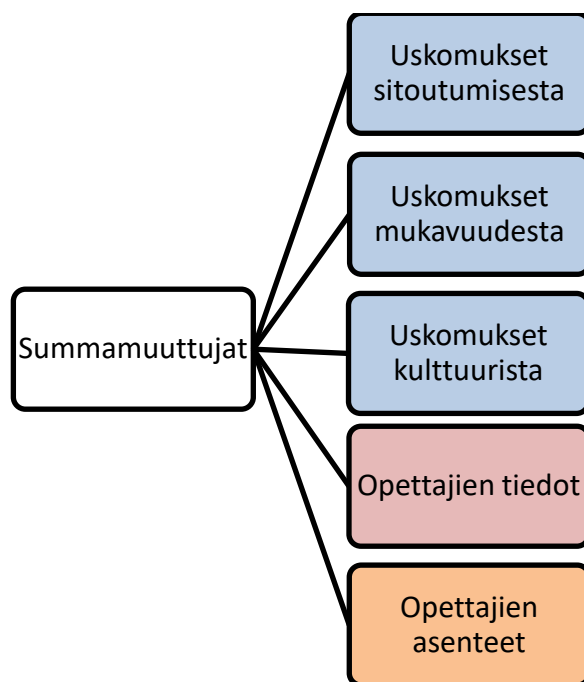 Uskomukset
sitoutumisesta
Uskomukset
mukavuudesta
Summamuuttujat
Uskomukset
kulttuurista
Opettajien tiedot
Opettajien
asenteet